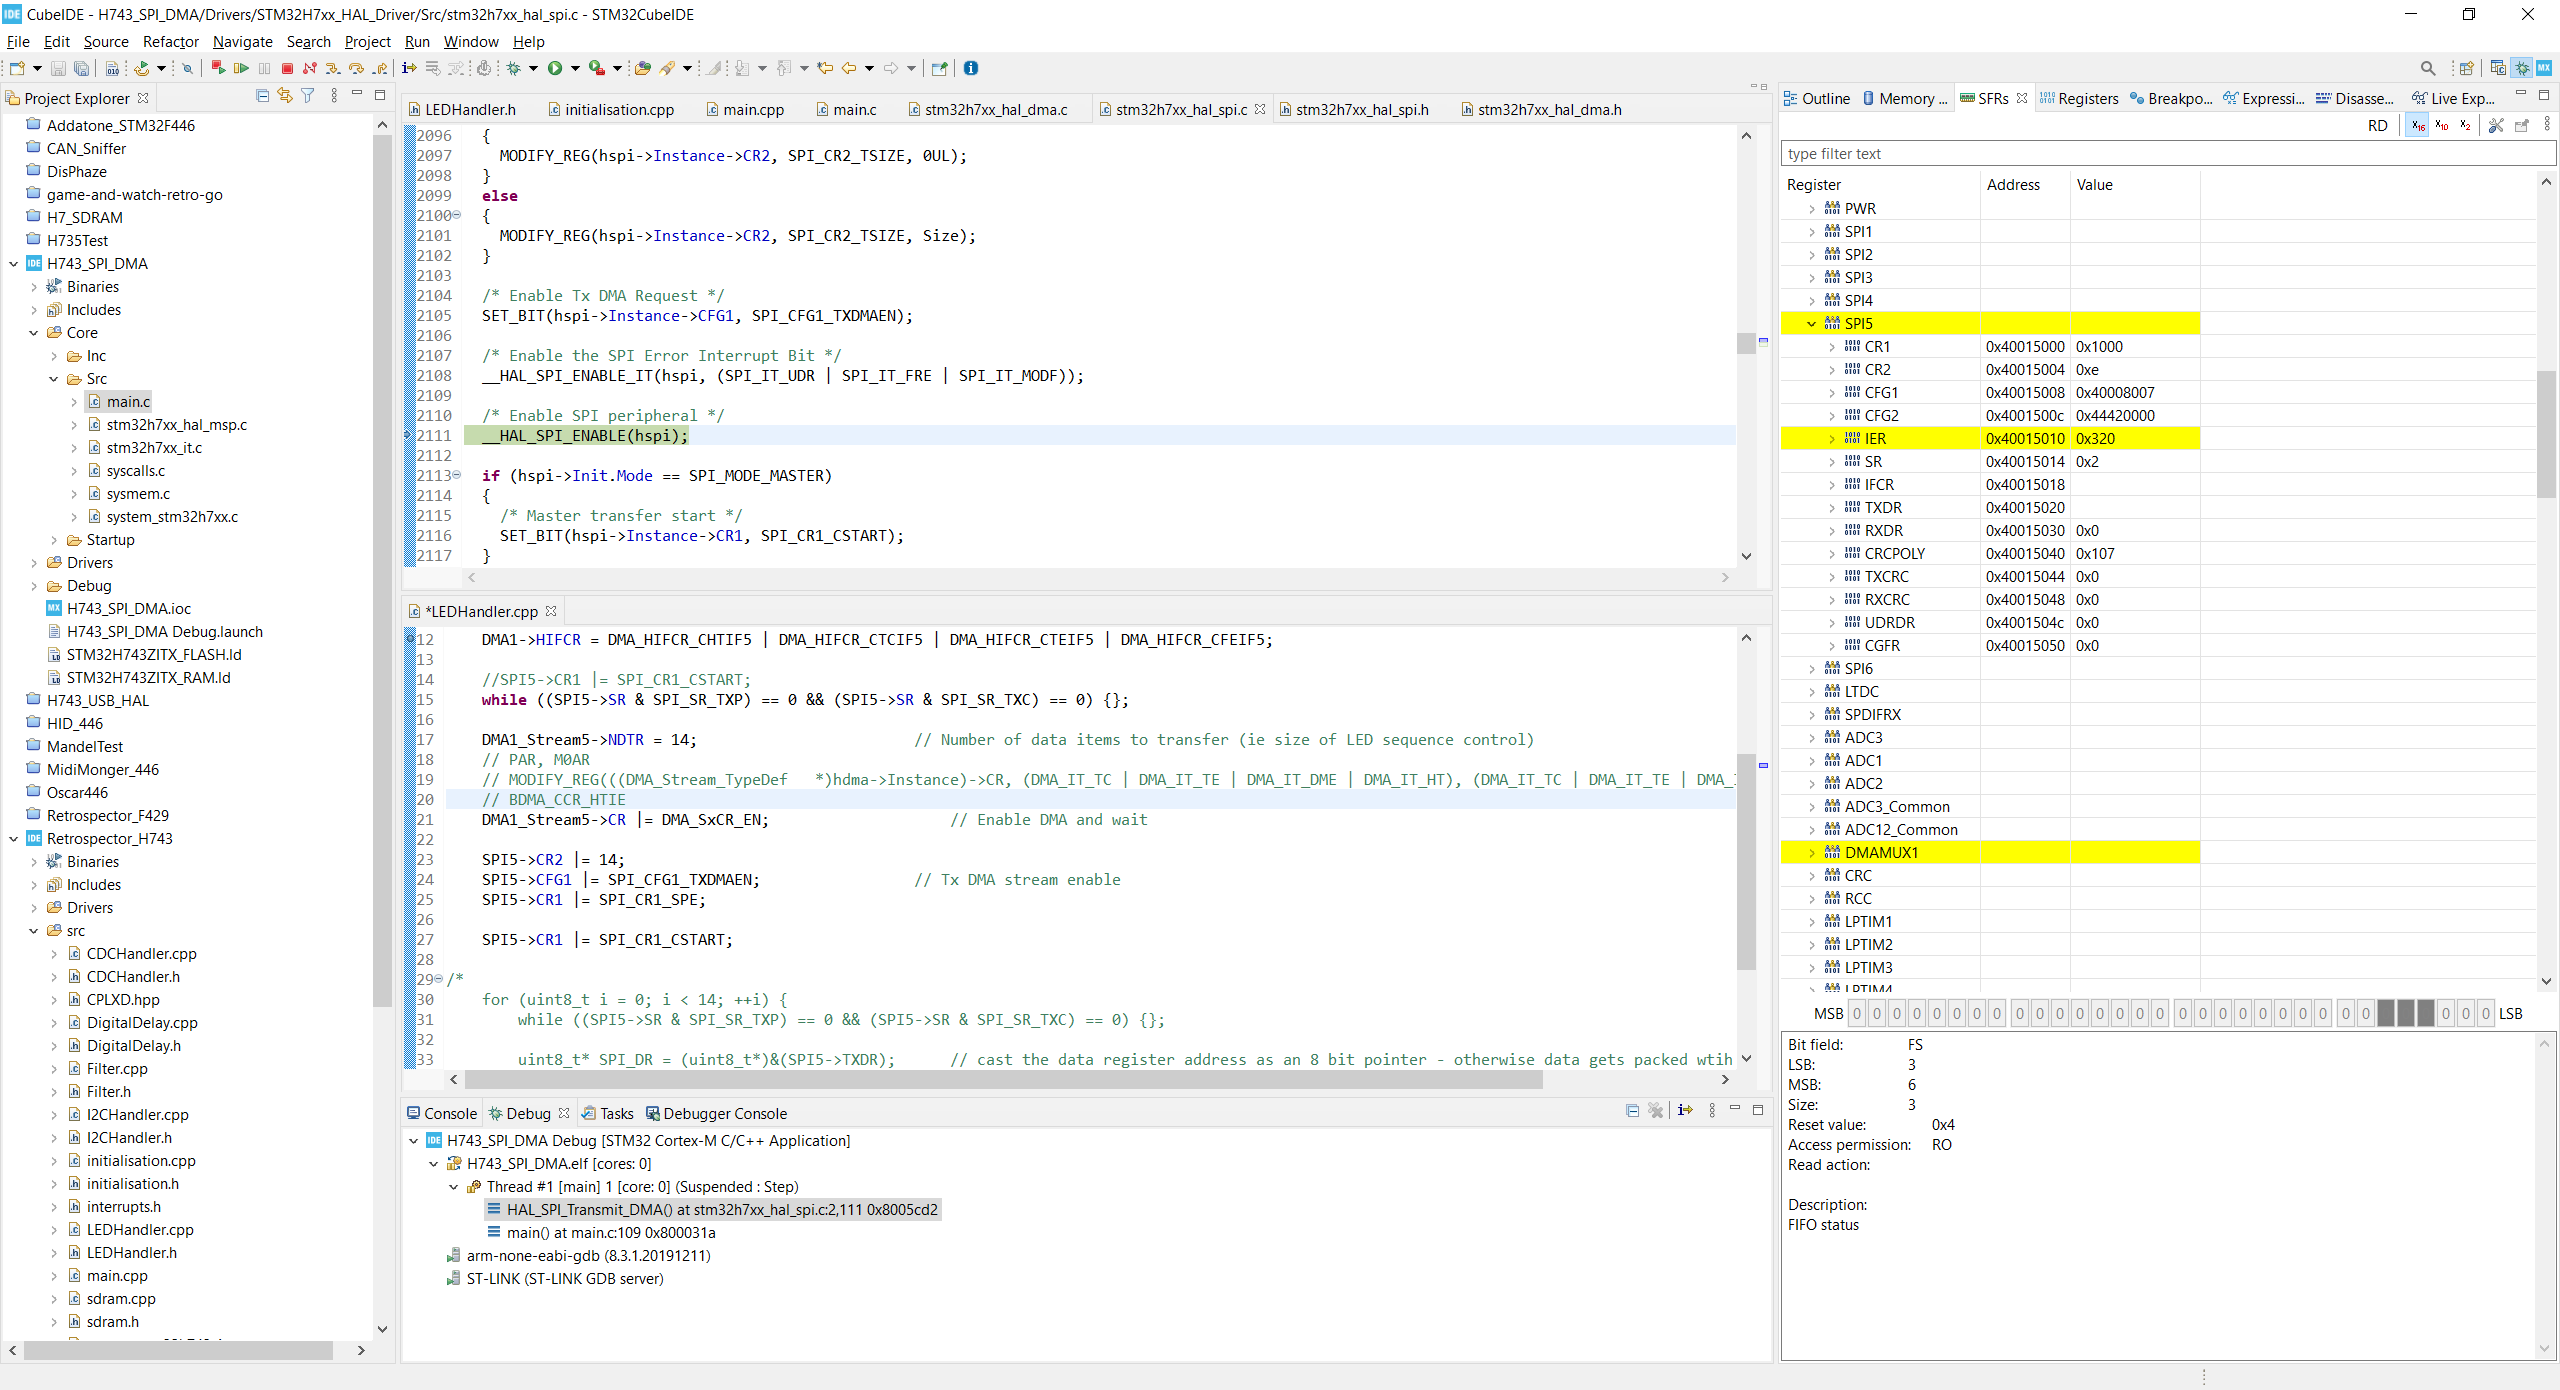 CubeIDE - H743_SPI_DMA/Drivers/STM32H7xx_HAL_Driver/Src/stm32h7xx_hal_spi.c - STM32CubeIDE
File Edit Source Refactor Navigate Search Project Run Window Help
Project Explorer
Addatone_STM32F446
CAN_Sniffer
DisPhaze
game-and-watch-retro-go
H7_SDRAM
H735Test
H743_SPI_DMA
Binaries
Includes
Core
Inc
Src
main.c
stm32h7xx_hal_msp.c
stm32h7xx_it.c
syscalls.c
sysmem.c
system_stm32h7xx.c
Startup
Drivers
Debug
H743_SPI_DMA.ioc
H743_SPI_DMA Debug.launch
STM32H743ZITX_FLASH.ld
STM32H743ZITX_RAM.ld
H743_USB_HAL
HID_446
MandelTest
MidiMonger_446
Oscar446
Retrospector_F429
Retrospector_H743
Binaries
Includes
Drivers
src
CDCHandler.cpp
CDCHandler.h
CPLXD.hpp
DigitalDelay.cpp
DigitalDelay.h
Filter.cpp
Filter.h
I2CHandler.cpp
I2CHandler.h
initialisation.cpp
initialisation.h
interrupts.h
LEDHandler.cpp
LEDHandler.h
main.cpp
sdram.cpp
sdram.h
LEDHandler.h initialisation.cpp main.cpp main.c stm32h7xx_hal_dma.c stm32h7xx_hal_spi.c stm32h7xx_hal_spi.h stm32h7xx_hal_dma.h
2096 {
2097 MODIFY_REG(hspi->Instance->CR2, SPI_CR2_TSIZE, 0UL);
2098 }
2099 else
2100 {
2101 MODIFY_REG(hspi->Instance->CR2, SPI_CR2_TSIZE, Size);
2102 }
2103
2104 /* Enable Tx DMA Request */
2105 SET_BIT(hspi->Instance->CFG1, SPI_CFG1_TXDMAEN);
2106
2107 /* Enable the SPI Error Interrupt Bit */
2108 __HAL_SPI_ENABLE_IT(hspi, (SPI_IT_UDR | SPI_IT_FRE | SPI_IT_MODF));
2109
2110 /* Enable SPI peripheral */
2111 __HAL_SPI_ENABLE(hspi);
2112
2113 if (hspi->Init.Mode == SPI_MODE_MASTER)
2114 {
2115 /* Master transfer start */
2116 SET_BIT(hspi->Instance->CR1, SPI_CR1_CSTART);
2117 }
*LEDHandler.cpp
12 DMA1->HIFCR = DMA_HIFCR_CHTIF5 | DMA_HIFCR_CTCIF5 | DMA_HIFCR_CTEIF5 | DMA_HIFCR_CFEIF5;
13
14 //SPI5->CR1 |= SPI_CR1_CSTART;
15 while ((SPI5->SR & SPI_SR_TXP) == 0 && (SPI5->SR & SPI_SR_TXC) == 0) {};
16
17 DMA1_Stream5->NDTR = 14; // Number of data items to transfer (ie size of LED sequence control)
18 // PAR, M0AR
19 // MODIFY_REG(((DMA_Stream_TypeDef *)hdma->Instance)->CR, (DMA_IT_TC | DMA_IT_TE | DMA_IT_DME | DMA_IT_HT), (DMA_IT_TC | DMA_IT_TE | DMA_
20 // BDMA_CCR_HTIE
21 DMA1_Stream5->CR |= DMA_SxCR_EN; // Enable DMA and wait
22
23 SPI5->CR2 |= 14;
24 SPI5->CFG1 |= SPI_CFG1_TXDMAEN; // Tx DMA stream enable
25 SPI5->CR1 |= SPI_CR1_SPE;
26
27 SPI5->CR1 |= SPI_CR1_CSTART;
28
29 /*
30 for (uint8_t i = 0; i < 14; ++i) {
31 while ((SPI5->SR & SPI_SR_TXP) == 0 && (SPI5->SR & SPI_SR_TXC) == 0) {};
32
33 uint8_t* SPI_DR = (uint8_t*)&(SPI5->TXDR); // cast the data register address as an 8 bit pointer - otherwise data gets packed wtih
Console Debug Tasks Debugger Console
H743_SPI_DMA Debug [STM32 Cortex-M C/C++ Application]
H743_SPI_DMA.elf [cores: 0]
Thread #1 [main] 1 [core: 0] (Suspended : Step)
HAL_SPI_Transmit_DMA() at stm32h7xx_hal_spi.c:2,111 0x8005cd2
main() at main.c:109 0x800031a
arm-none-eabi-gdb (8.3.1.20191211)
ST-LINK (ST-LINK GDB server)
Outline Memory ... SFRs Registers Breakpo... Expressi... Disasse... Live Exp...
RD X16 X10 X2
type filter text
Register Address Value
PWR
SPI1
SPI2
SPI3
SPI4
SPI5
CR1 0x40015000 0x1000
CR2 0x40015004 0xe
CFG1 0x40015008 0x40008007
CFG2 0x4001500c 0x44420000
IER 0x40015010 0x320
SR 0x40015014 0x2
IFCR 0x40015018
TXDR 0x40015020
RXDR 0x40015030 0x0
CRCPOLY 0x40015040 0x107
TXCRC 0x40015044 0x0
RXCRC 0x40015048 0x0
UDRDR 0x4001504c 0x0
CGFR 0x40015050 0x0
SPI6
LTDC
SPDIFRX
ADC3
ADC1
ADC2
ADC3_Common
ADC12_Common
DMAMUX1
CRC
RCC
LPTIM1
LPTIM2
LPTIM3
LPTIM4
MSB 0 0 0 0 0 0 0 0 0 0 0 0 0 0 0 0 0 0 0 0 0 0 0 0 0 0 0 0 0 LSB
Bit field: FS
LSB: 3
MSB: 6
Size: 3
Reset value: 0x4
Access permission: RO
Read action:
Description:
FIFO status